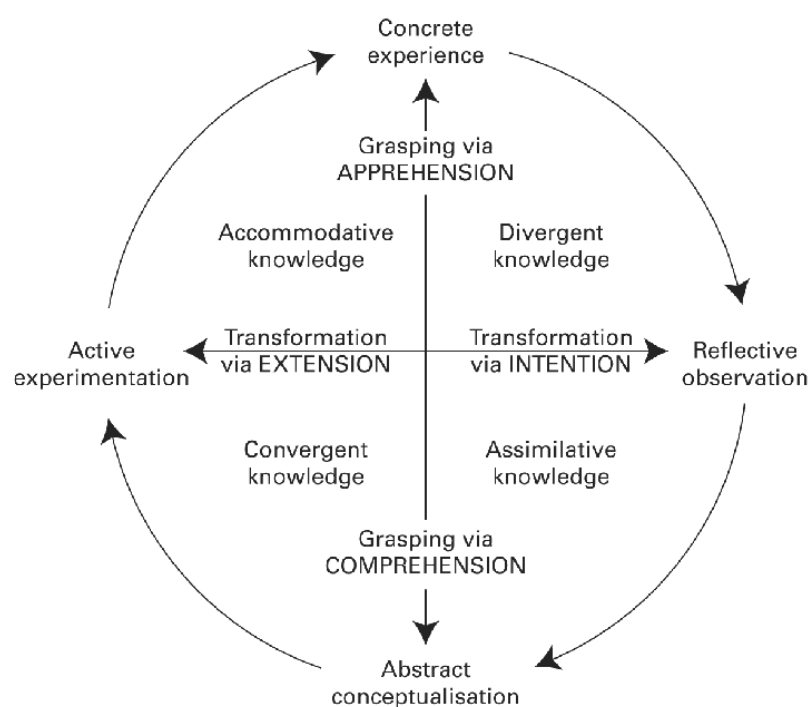 Concrete
experience
Grasping via
APPREHENSION
Accommodative
knowledge
Divergent
knowledge
Active
experimentation
Transformation
via EXTENSION
Transformation
via INTENTION
Reflective
observation
Convergent
knowledge
Assimilative
knowledge
Grasping via
COMPREHENSION
Abstract
conceptualisation